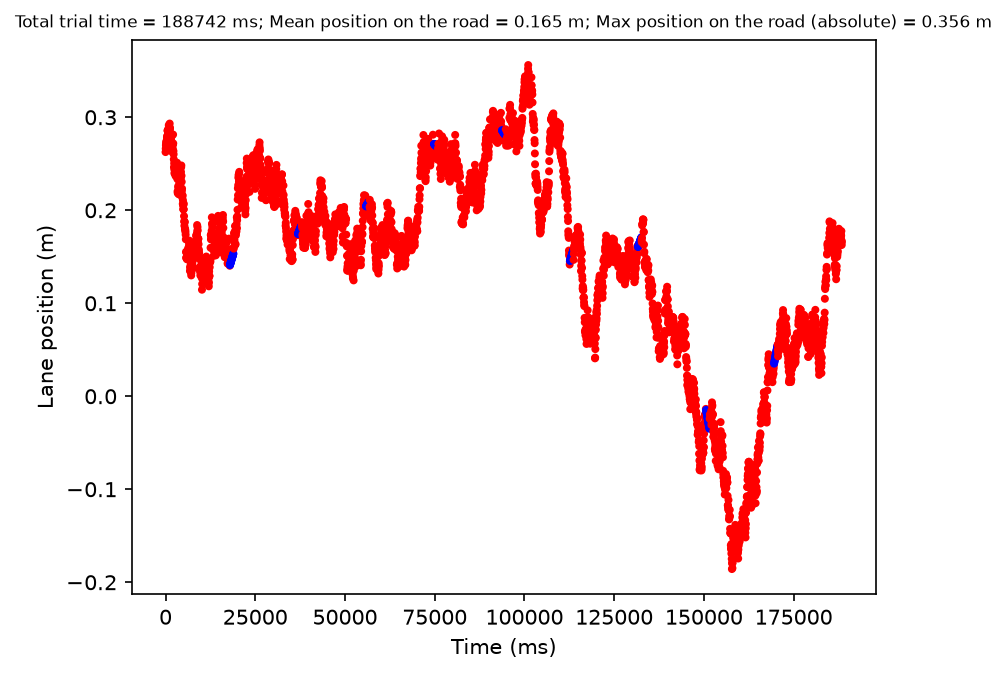 Total trial time = 188742 ms; Mean position on the road = 0.165 m; Max position on the road (absolute) = 0.356 m
Lane position (m)
0.3
0.2
0.1
0.0
−0.1
−0.2
0 25000 50000 75000 100000 125000 150000 175000
Time (ms)